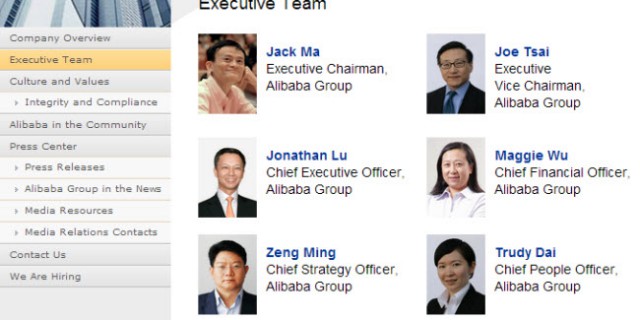 Executive Team
Company Overview
Executive Team
Culture and Values
Integrity and Compliance
Alibaba in the Community
Press Center
Press Releases
Alibaba Group in the News
Media Resources
Media Relations Contacts
Contact Us
We Are Hiring
Jack Ma
Executive Chairman,
Alibaba Group
Joe Tsai
Executive
Vice Chairman,
Alibaba Group
Jonathan Lu
Chief Executive Officer,
Alibaba Group
Maggie Wu
Chief Financial Officer,
Alibaba Group
Zeng Ming
Chief Strategy Officer,
Alibaba Group
Trudy Dai
Chief People Officer,
Alibaba Group